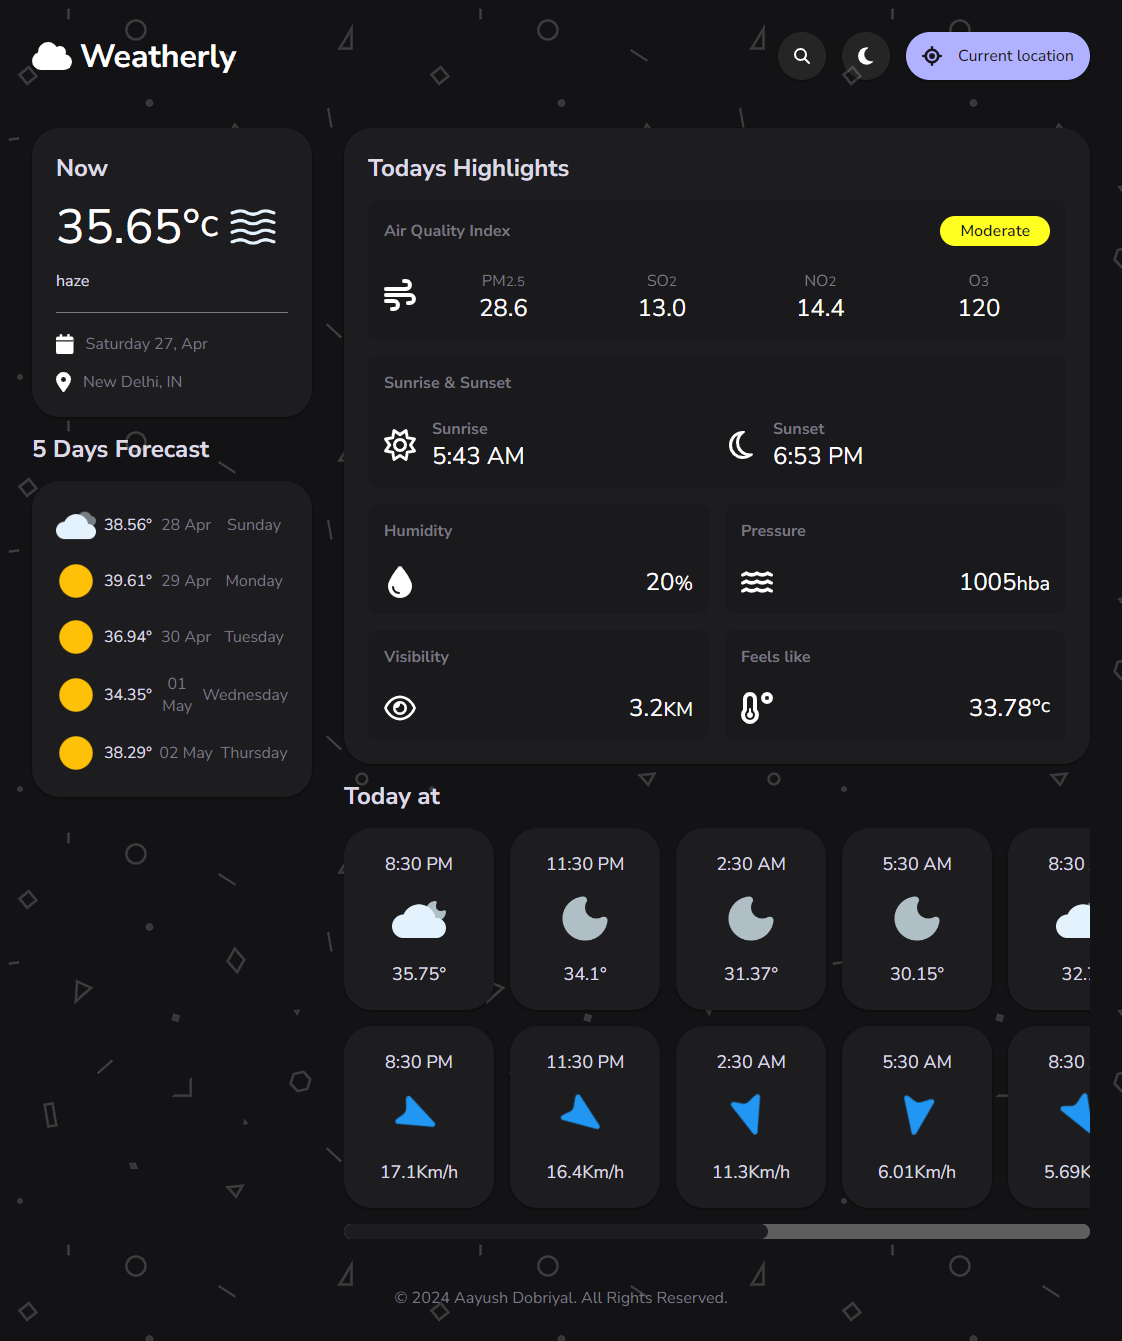 Weatherly
Current location
Now
35.65°c
haze
Saturday 27, Apr
New Delhi, IN
5 Days Forecast
38.56° 28 Apr Sunday
39.61° 29 Apr Monday
36.94° 30 Apr Tuesday
34.35° 01 May Wednesday
38.29° 02 May Thursday
Todays Highlights
Air Quality Index
Moderate
PM2.5 SO2 NO2 O3
28.6 13.0 14.4 120
Sunrise & Sunset
Sunrise
5:43 AM
Sunset
6:53 PM
Humidity
20%
Pressure
1005hba
Visibility
3.2KM
Feels like
33.78°c
Today at
8:30 PM 11:30 PM 2:30 AM 5:30 AM 8:30
35.75° 34.1° 31.37° 30.15° 32.
8:30 PM 11:30 PM 2:30 AM 5:30 AM 8:30
17.1Km/h 16.4Km/h 11.3Km/h 6.01Km/h 5.69K
© 2024 Aayush Dobriyal. All Rights Reserved.